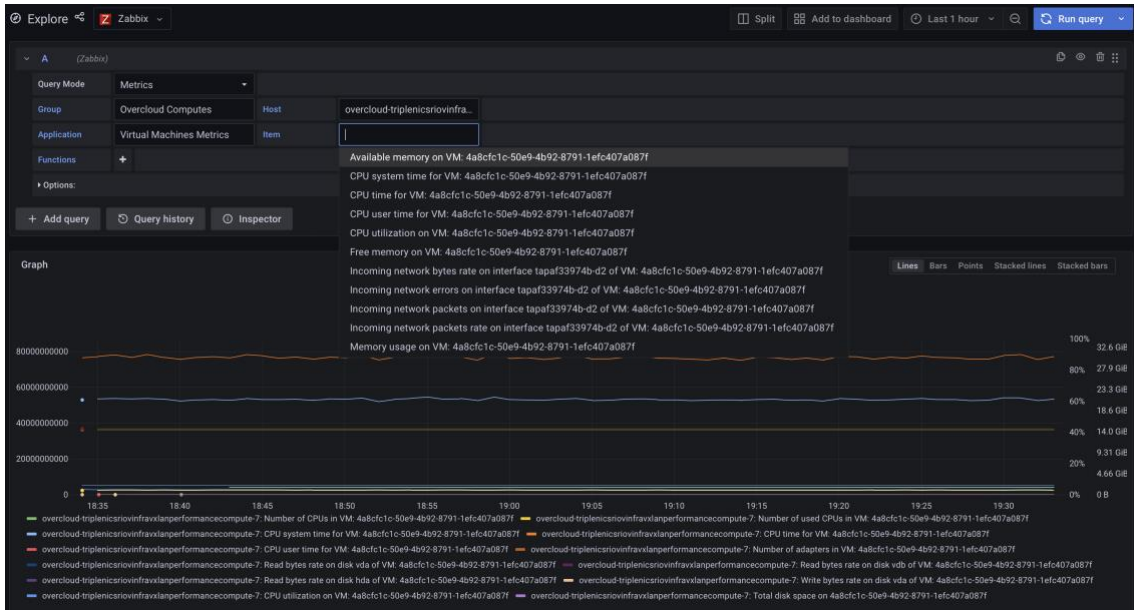 Explore Zabbix Split Add to dashboard Last 1 hour Run query
A (Zabbix)
Query Mode Metrics
Group Overcloud Computes Host overcloud-triplenicsriovinfra...
Application Virtual Machines Metrics Item
Functions +
Options:
+ Add query Query history Inspector
Available memory on VM: 4a8cfc1c-50e9-4b92-8791-1efc407a087f
CPU system time for VM: 4a8cfc1c-50e9-4b92-8791-1efc407a087f
CPU time for VM: 4a8cfc1c-50e9-4b92-8791-1efc407a087f
CPU user time for VM: 4a8cfc1c-50e9-4b92-8791-1efc407a087f
CPU utilization on VM: 4a8cfc1c-50e9-4b92-8791-1efc407a087f
Free memory on VM: 4a8cfc1c-50e9-4b92-8791-1efc407a087f
Incoming network bytes rate on interface tapaf33974b-d2 of VM: 4a8cfc1c-50e9-4b92-8791-1efc407a087f
Incoming network errors on interface tapaf33974b-d2 of VM: 4a8cfc1c-50e9-4b92-8791-1efc407a087f
Incoming network packets on interface tapaf33974b-d2 of VM: 4a8cfc1c-50e9-4b92-8791-1efc407a087f
Incoming network packets rate on interface tapaf33974b-d2 of VM: 4a8cfc1c-50e9-4b92-8791-1efc407a087f
Memory usage on VM: 4a8cfc1c-50e9-4b92-8791-1efc407a087f
Graph Lines Bars Points Stacked lines Stacked bars
80000000000
60000000000
40000000000
20000000000
0
100% 32.6 GiB
80% 27.9 GiB
23.3 GiB
60% 18.6 GiB
40% 14.0 GiB
9.31 GiB
20% 4.66 GiB
0% 0 B
18:35 18:40 18:45 18:50 18:55 19:00 19:05 19:10 19:15 19:20 19:25 19:30
overcloud-triplenicsriovinfravxlanperformancecompute-7: Number of CPUs in VM: 4a8cfc1c-50e9-4b92-8791-1efc407a087f overcloud-triplenicsriovinfravxlanperformancecompute-7: Number of used CPUs in VM: 4a8cfc1c-50e9-4b92-8791-1efc407a087f
overcloud-triplenicsriovinfravxlanperformancecompute-7: CPU system time for VM: 4a8cfc1c-50e9-4b92-8791-1efc407a087f overcloud-triplenicsriovinfravxlanperformancecompute-7: CPU time for VM: 4a8cfc1c-50e9-4b92-8791-1efc407a087f
overcloud-triplenicsriovinfravxlanperformancecompute-7: CPU user time for VM: 4a8cfc1c-50e9-4b92-8791-1efc407a087f overcloud-triplenicsriovinfravxlanperformancecompute-7: Number of adapters in VM: 4a8cfc1c-50e9-4b92-8791-1efc407a087f
overcloud-triplenicsriovinfravxlanperformancecompute-7: Read bytes rate on disk vda of VM: 4a8cfc1c-50e9-4b92-8791-1efc407a087f overcloud-triplenicsriovinfravxlanperformancecompute-7: Read bytes rate on disk vdb of VM: 4a8cfc1c-50e9-4b92-8791-1efc407a087f
overcloud-triplenicsriovinfravxlanperformancecompute-7: Read bytes rate on disk hda of VM: 4a8cfc1c-50e9-4b92-8791-1efc407a087f overcloud-triplenicsriovinfravxlanperformancecompute-7: Write bytes rate on disk vda of VM: 4a8cfc1c-50e9-4b92-8791-1efc407a087f
overcloud-triplenicsriovinfravxlanperformancecompute-7: CPU utilization on VM: 4a8cfc1c-50e9-4b92-8791-1efc407a087f overcloud-triplenicsriovinfravxlanperformancecompute-7: Total disk space on 4a8cfc1c-50e9-4b92-8791-1efc407a087f